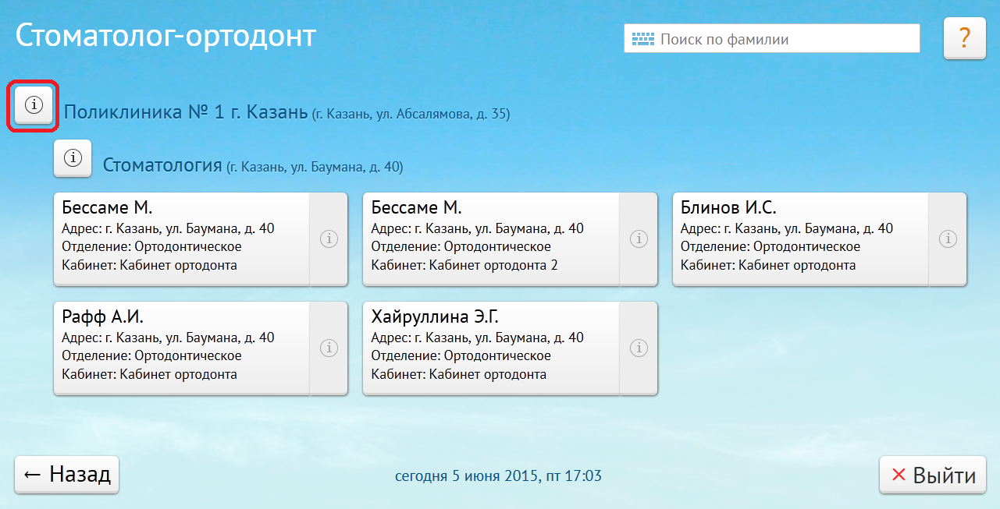 Стоматолог-ортодонт
Поиск по фамилии
?
Поликлиника № 1 г. Казань (г. Казань, ул. Абсалямова, д. 35)
Стоматология (г. Казань, ул. Баумана, д. 40)
Бессаме М.
Адрес: г. Казань, ул. Баумана, д. 40
Отделение: Ортодонтическое
Кабинет: Кабинет ортодонта
Бессаме М.
Адрес: г. Казань, ул. Баумана, д. 40
Отделение: Ортодонтическое
Кабинет: Кабинет ортодонта 2
Блинов И.С.
Адрес: г. Казань, ул. Баумана, д. 40
Отделение: Ортодонтическое
Кабинет: Кабинет ортодонта
Рафф А.И.
Адрес: г. Казань, ул. Баумана, д. 40
Отделение: Ортодонтическое
Кабинет: Кабинет ортодонта
Хайруллина Э.Г.
Адрес: г. Казань, ул. Баумана, д. 40
Отделение: Ортодонтическое
Кабинет: Кабинет ортодонта
← Назад
сегодня 5 июня 2015, пт 17:03
Выйти